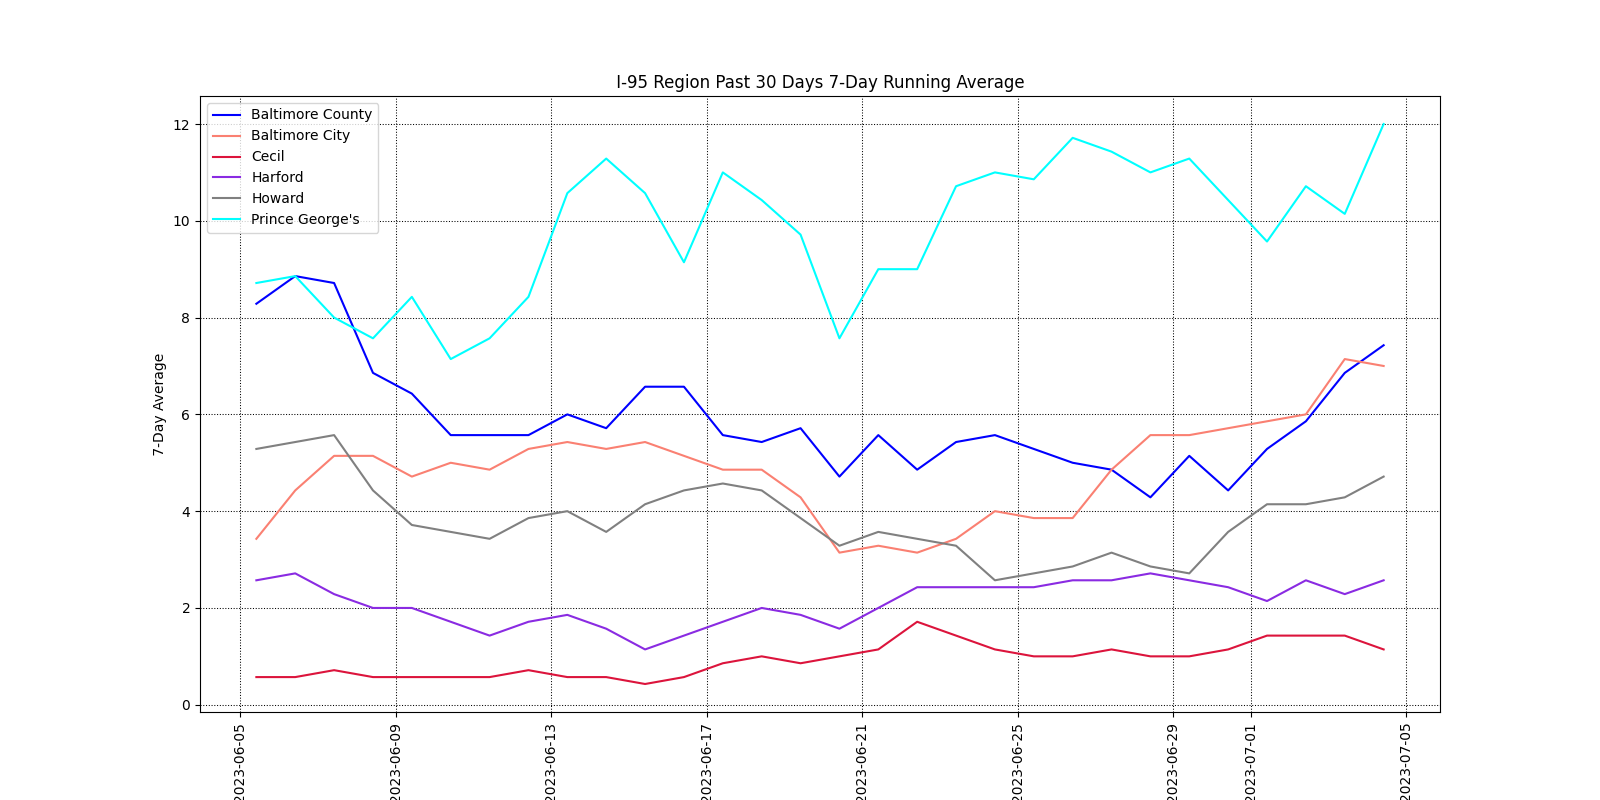 I-95 Region Past 30 Days 7-Day Running Average
Baltimore County
Baltimore City
Cecil
Harford
Howard
Prince George's
7-Day Average
12
10
8
6
4
2
0
2023-06-05
2023-06-09
2023-06-13
2023-06-17
2023-06-21
2023-06-25
2023-06-29
2023-07-01
2023-07-05